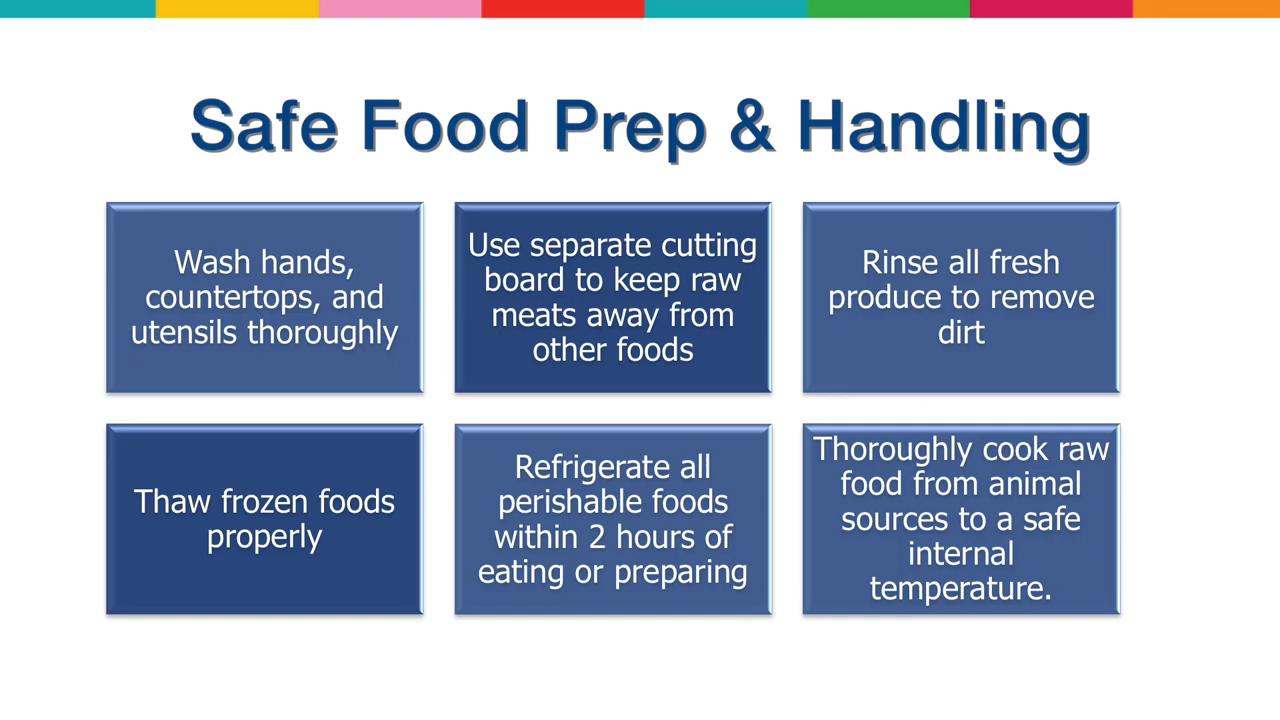 Safe Food Prep & Handling
Wash hands,
countertops, and
utensils thoroughly
Use separate cutting
board to keep raw
meats away from
other foods
Rinse all fresh
produce to remove
dirt
Thaw frozen foods
properly
Refrigerate all
perishable foods
within 2 hours of
eating or preparing
Thoroughly cook raw
food from animal
sources to a safe
internal
temperature.